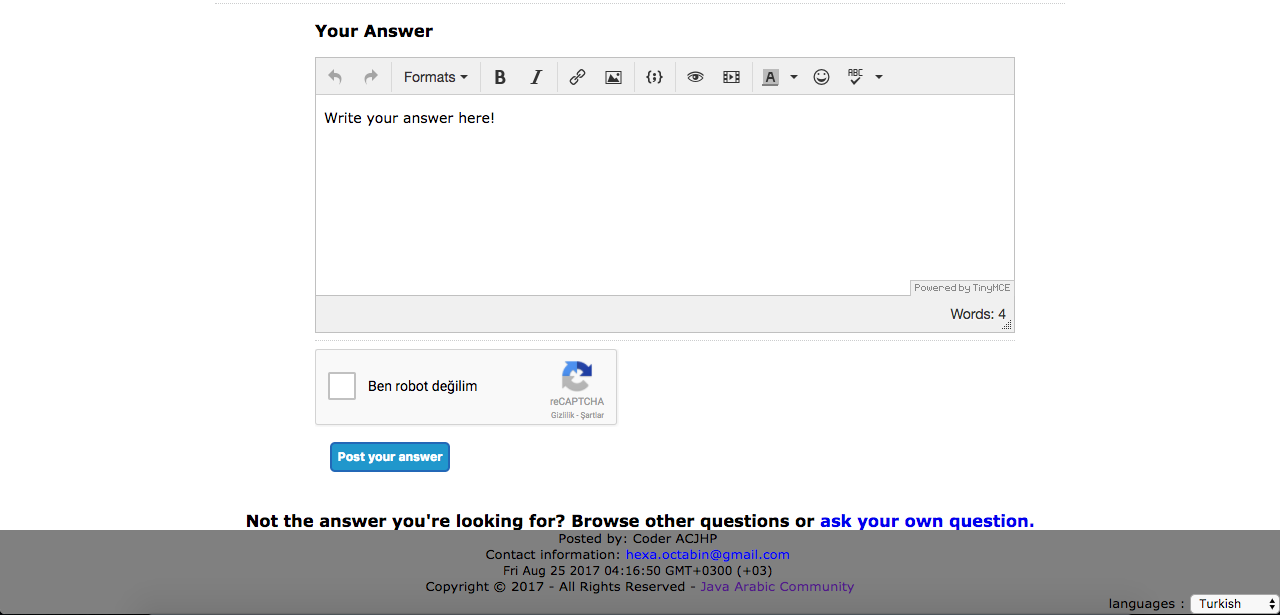 Your Answer
Formats B I {;} A ABC
Write your answer here!
Powered by TinyMCE
Words: 4
Ben robot değilim
reCAPTCHA
Gizlilik - Şartlar
Post your answer
Not the answer you're looking for? Browse other questions or ask your own question.
Posted by: Coder ACJHP
Contact information: hexa.octabin@gmail.com
Fri Aug 25 2017 04:16:50 GMT+0300 (+03)
Copyright © 2017 - All Rights Reserved - Java Arabic Community
languages : Turkish